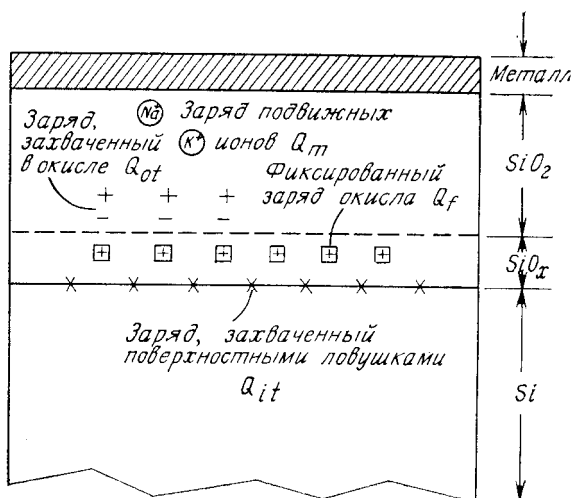 Металл
Заряд,
захваченный
в окисле Qot
Na+ Заряд подвижных
K+ ионов Qm
Фиксированный
заряд окисла Qf
+ + +
− − −
+ + + + + +
SiO2
SiOx
Заряд, захваченный
поверхностными ловушками
Qit
Si